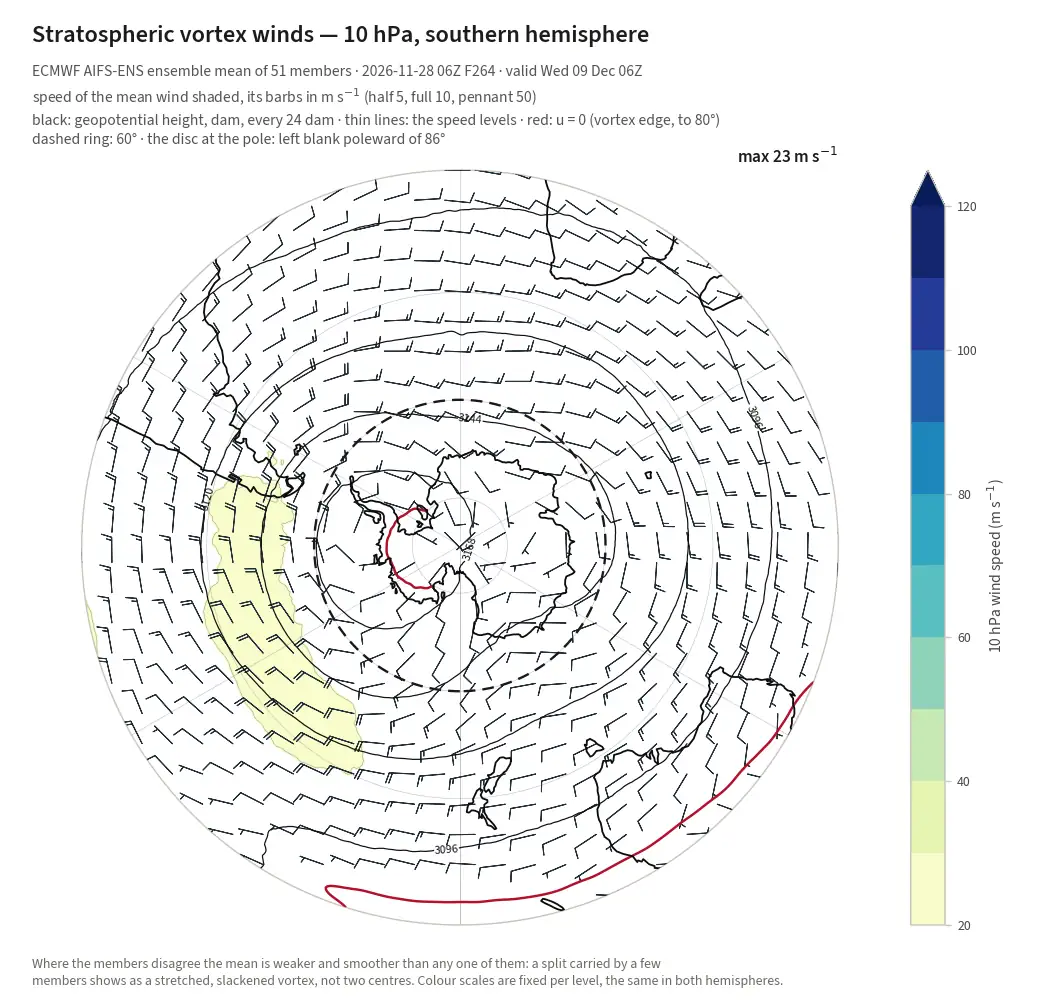 Stratospheric vortex winds — 10 hPa, southern hemisphere
ECMWF AIFS-ENS ensemble mean of 51 members · 2026-11-28 06Z F264 · valid Wed 09 Dec 06Z
speed of the mean wind shaded, its barbs in m s⁻¹ (half 5, full 10, pennant 50)
black: geopotential height, dam, every 24 dam · thin lines: the speed levels · red: u = 0 (vortex edge, to 80°)
dashed ring: 60° · the disc at the pole: left blank poleward of 86°
max 23 m s⁻¹
120
100
80
60
40
20
10 hPa wind speed (m s⁻¹)
3144
3096
3120
3168
3096
Where the members disagree the mean is weaker and smoother than any one of them: a split carried by a few
members shows as a stretched, slackened vortex, not two centres. Colour scales are fixed per level, the same in both hemispheres.